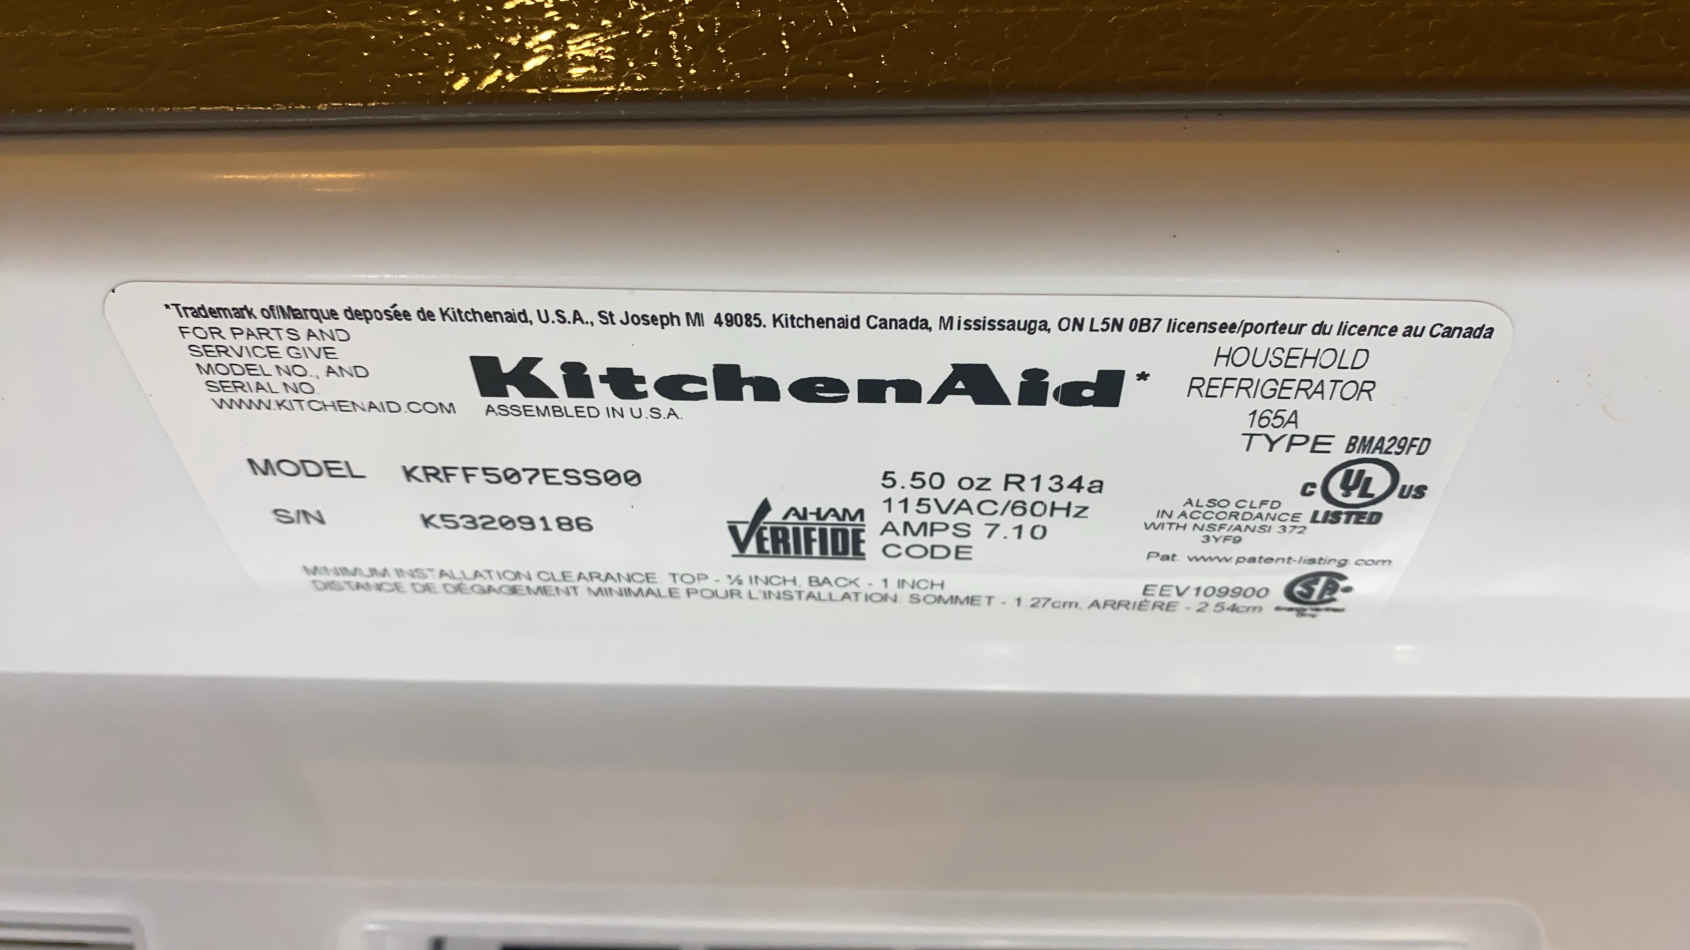 *Trademark of/Marque deposée de Kitchenaid, U.S.A., St Joseph MI 49085. Kitchenaid Canada, Mississauga, ON L5N 0B7 licensee/porteur du licence au Canada
FOR PARTS AND
SERVICE GIVE
MODEL NO., AND
SERIAL NO.
WWW.KITCHENAID.COM
KitchenAid*
ASSEMBLED IN U.S.A.
HOUSEHOLD
REFRIGERATOR
165A
TYPE BMA29FD
MODEL KRFF507ESS00
S/N K53209186
AHAM
VERIFIDE
5.50 oz R134a
115VAC/60Hz
AMPS 7.10
CODE
C UL US
LISTED
ALSO CLFD
IN ACCORDANCE
WITH NSF/ANSI 372
3YF9
Pat. www.patent-listing.com
MINIMUM INSTALLATION CLEARANCE. TOP - ½ INCH, BACK - 1 INCH
DISTANCE DE DÉGAGEMENT MINIMALE POUR L'INSTALLATION. SOMMET - 1.27cm, ARRIÈRE - 2.54cm
EEV109900